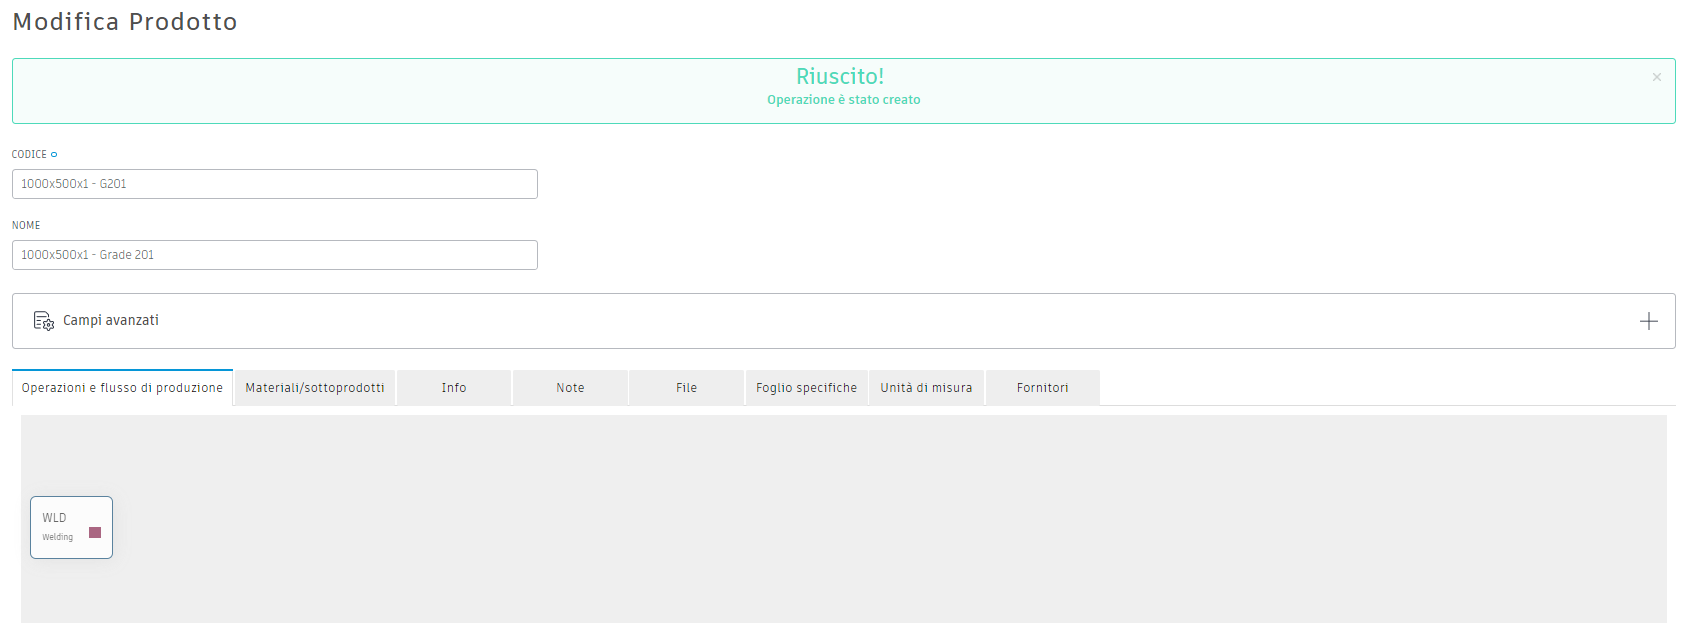 Modifica Prodotto
Riuscito!
Operazione è stato creato
CODICE
1000x500x1 - G201
NOME
1000x500x1 - Grade 201
Campi avanzati
Operazioni e flusso di produzione
Materiali/sottoprodotti
Info
Note
File
Foglio specifiche
Unità di misura
Fornitori
WLD
Welding